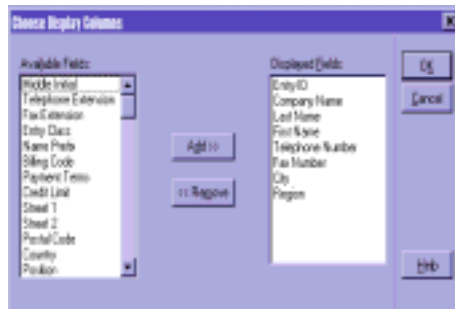 Choose Display Columns
Available Fields:
Middle Initial
Telephone Extension
Fax Extension
Entry Class
Name Prefix
Billing Code
Payment Terms
Credit Limit
Street 1
Street 2
Postal Code
Country
Position
Add >>
<< Remove
Displayed Fields:
Entry ID
Company Name
Last Name
First Name
Telephone Number
Fax Number
City
Region
OK
Cancel
Help